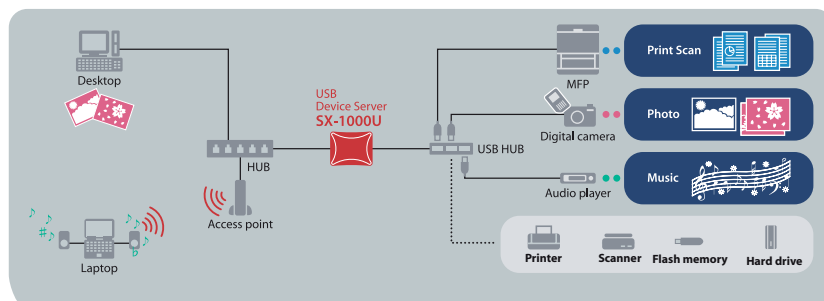 Desktop
USB
Device Server
SX-1000U
HUB
Access point
Laptop
USB HUB
MFP
Digital camera
Audio player
Print Scan
Photo
Music
Printer
Scanner
Flash memory
Hard drive